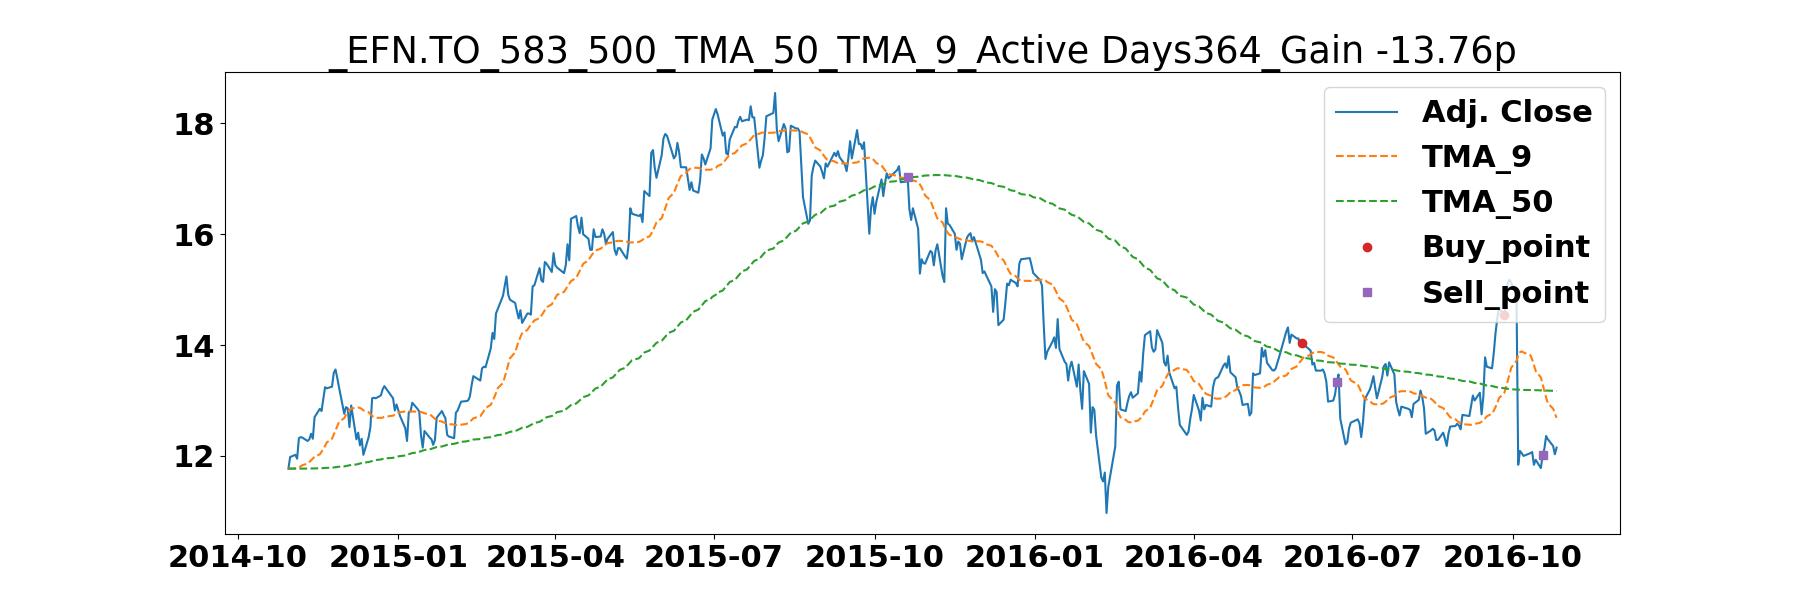 _EFN.TO_583_500_TMA_50_TMA_9_Active Days364_Gain -13.76p
18
16
14
12
Adj. Close
TMA_9
TMA_50
Buy_point
Sell_point
2014-10 2015-01 2015-04 2015-07 2015-10 2016-01 2016-04 2016-07 2016-10